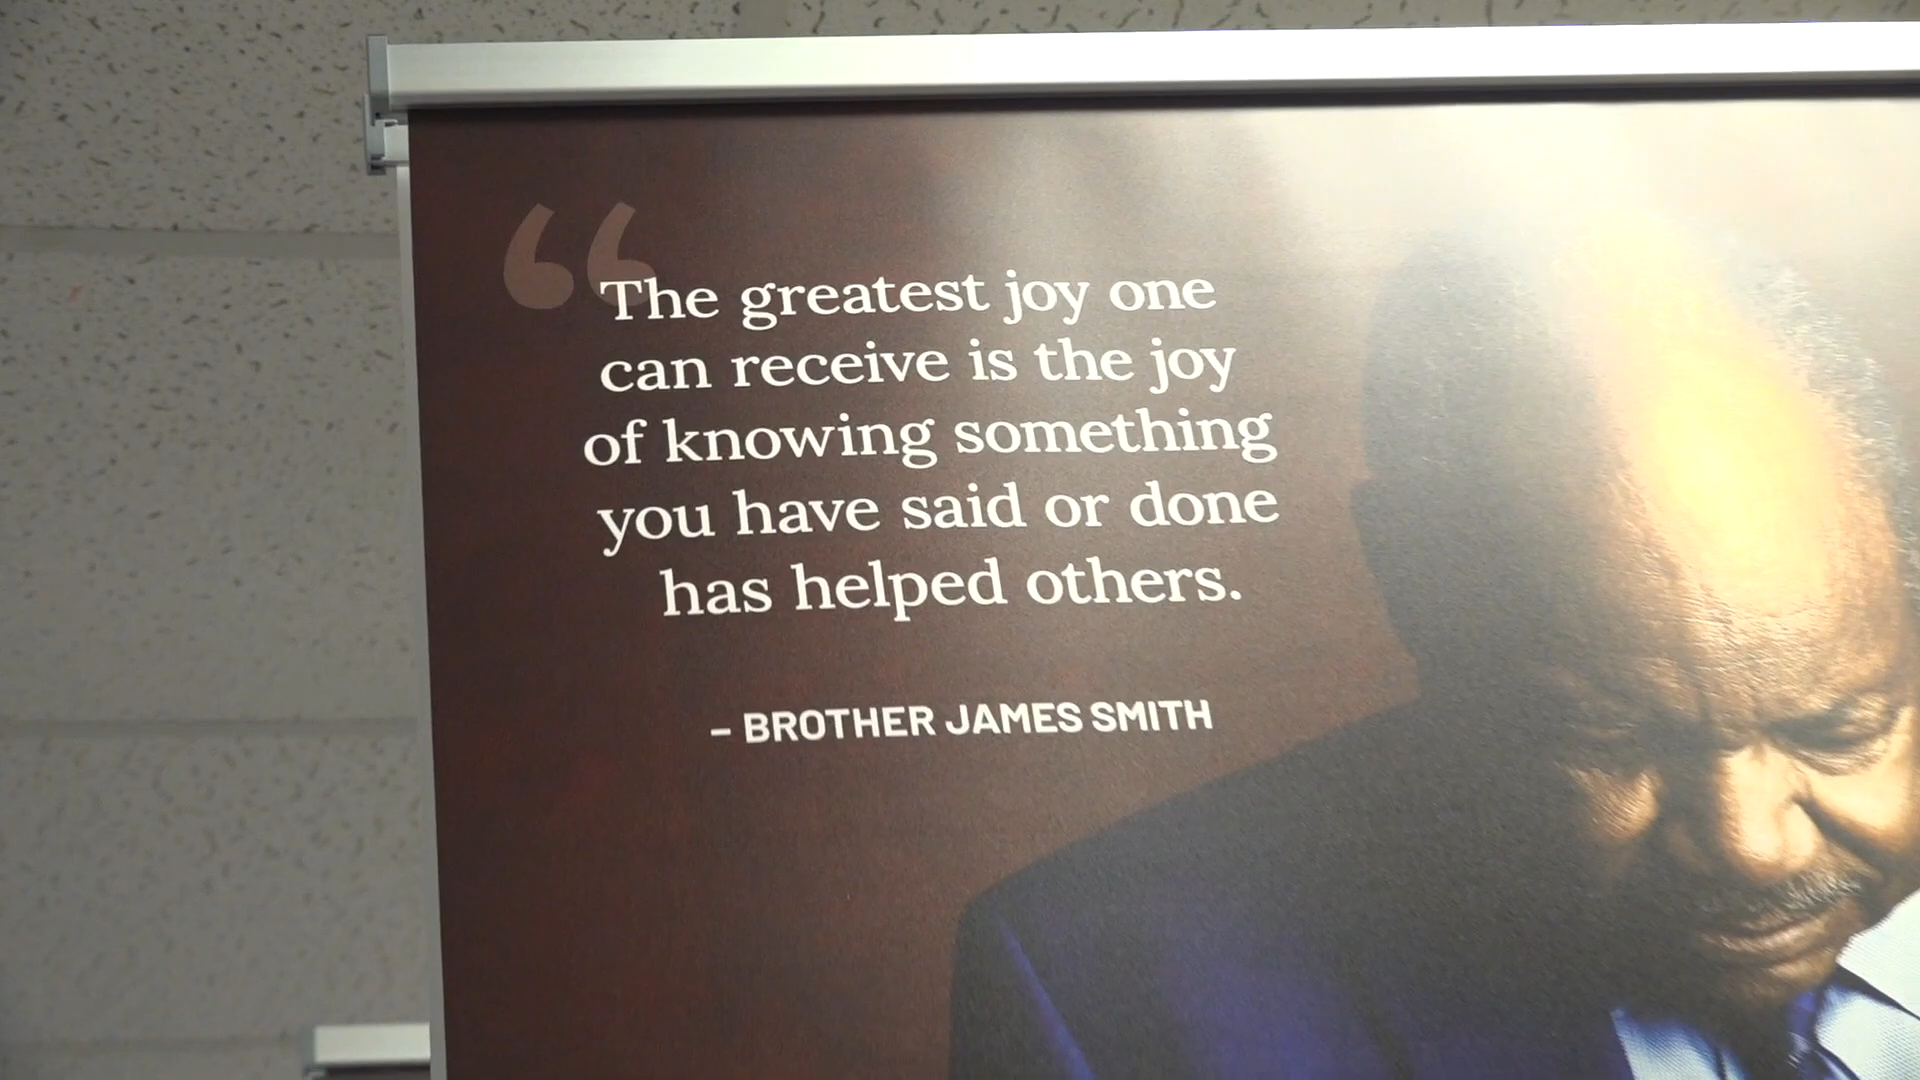 “The greatest joy one
can receive is the joy
of knowing something
you have said or done
has helped others.
– BROTHER JAMES SMITH